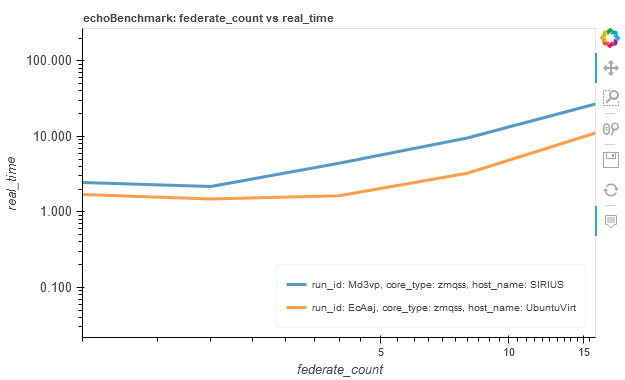 echoBenchmark: federate_count vs real_time
100.000
10.000
1.000
0.100
real_time
run_id: Md3vp, core_type: zmqss, host_name: SIRIUS
run_id: EcAaj, core_type: zmqss, host_name: UbuntuVirt
5
10
15
federate_count